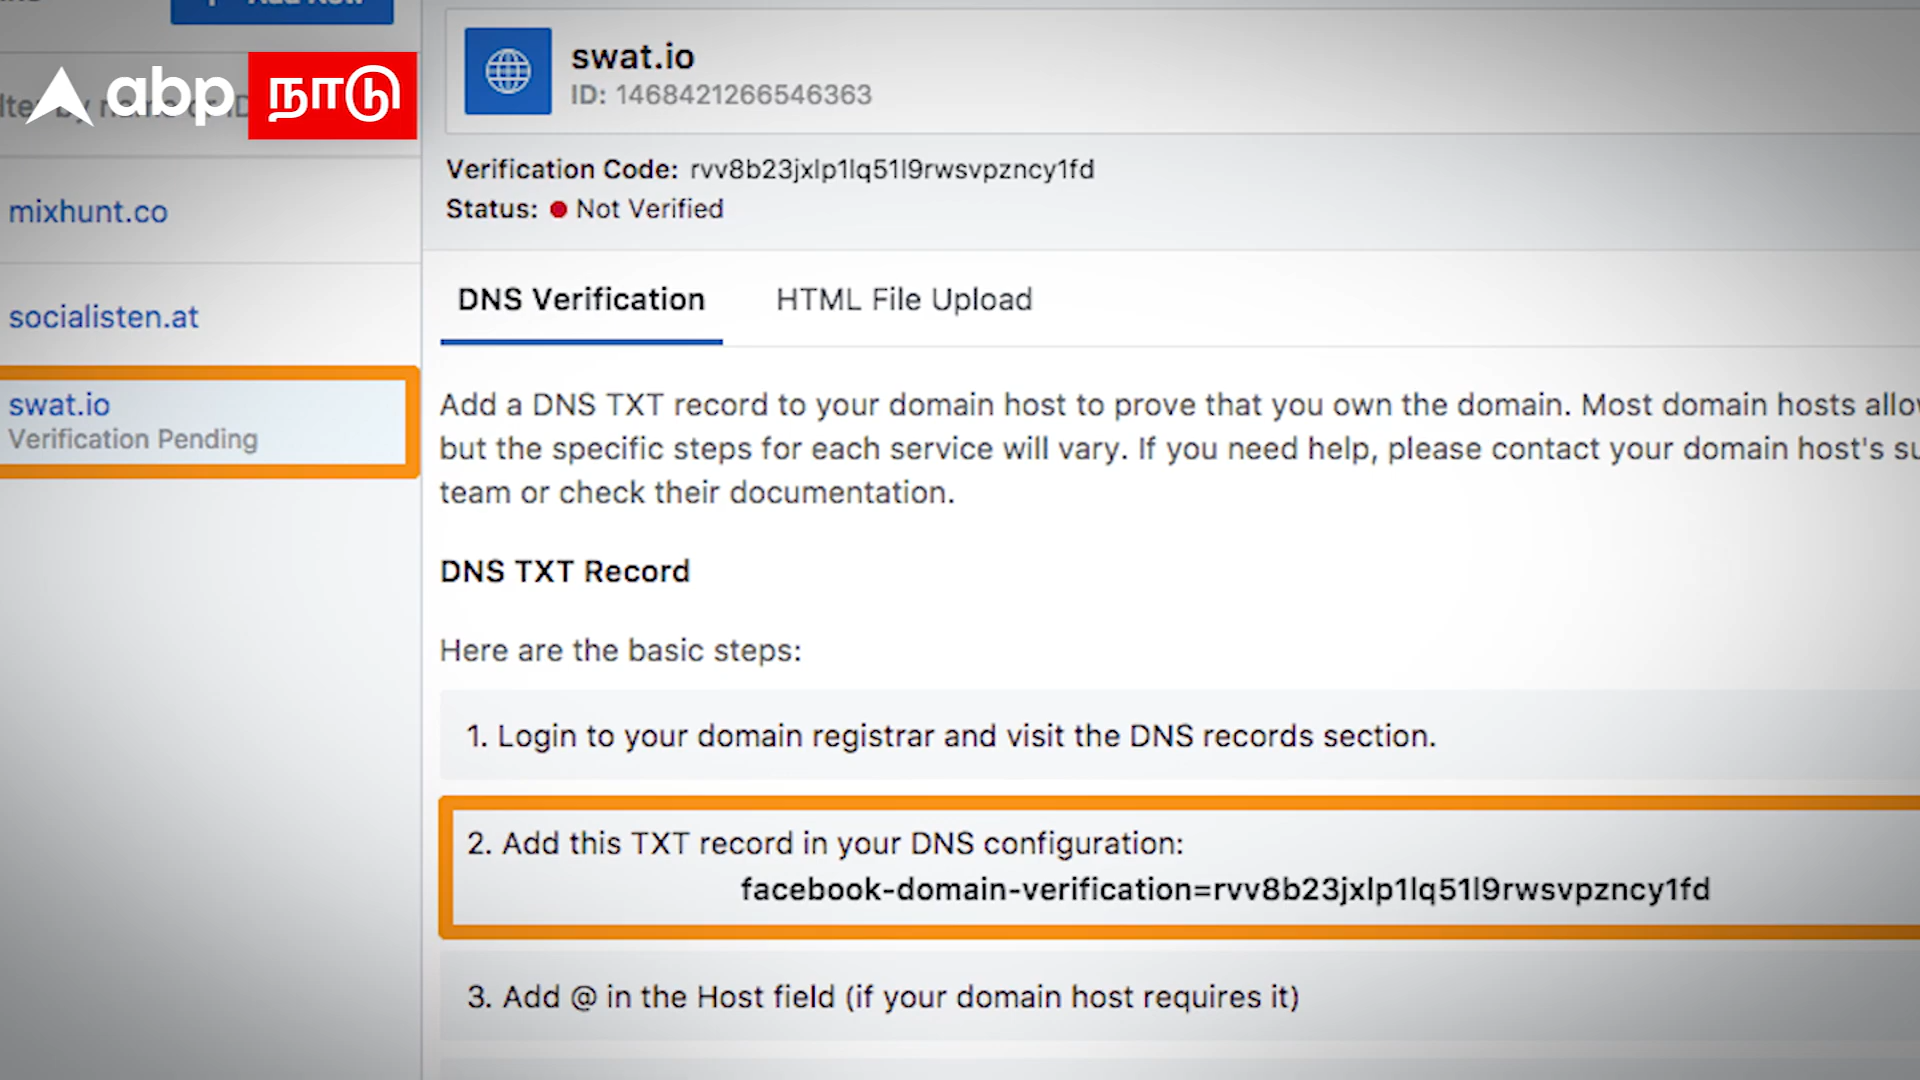 Add New
abp நாடு
swat.io
ID: 1468421266546363
Verification Code: rvv8b23jxlp1lq51l9rwsvpzncy1fd
Status: Not Verified
mixhunt.co
socialisten.at
swat.io
Verification Pending
DNS Verification HTML File Upload
Add a DNS TXT record to your domain host to prove that you own the domain. Most domain hosts
but the specific steps for each service will vary. If you need help, please contact your domain host's
team or check their documentation.
DNS TXT Record
Here are the basic steps:
1. Login to your domain registrar and visit the DNS records section.
2. Add this TXT record in your DNS configuration:
facebook-domain-verification=rvv8b23jxlp1lq51l9rwsvpzncy1fd
3. Add @ in the Host field (if your domain host requires it)